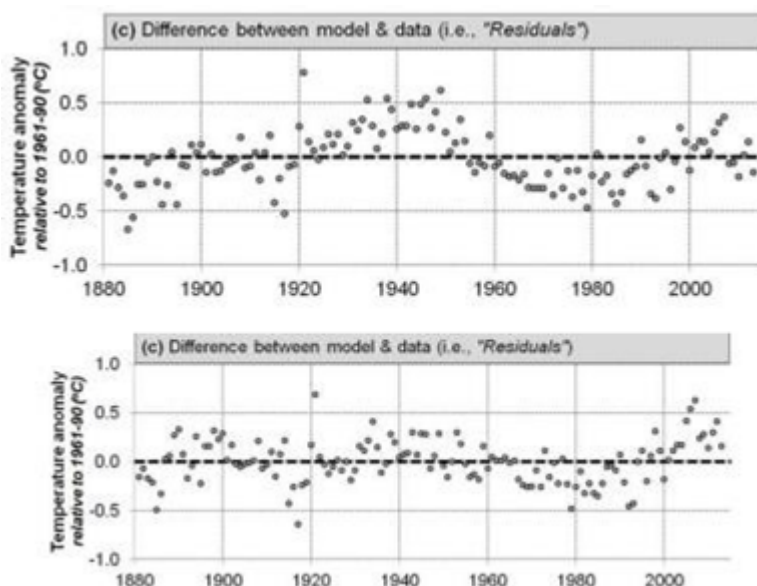 (c) Difference between model & data (i.e., "Residuals")
Temperature anomaly
relative to 1961-90 (ºC)
1.0
0.5
0.0
-0.5
-1.0
1880 1900 1920 1940 1960 1980 2000
(c) Difference between model & data (i.e., "Residuals")
Temperature anomaly
relative to 1961-90 (ºC)
1.0
0.5
0.0
-0.5
-1.0
1880 1900 1920 1940 1960 1980 2000